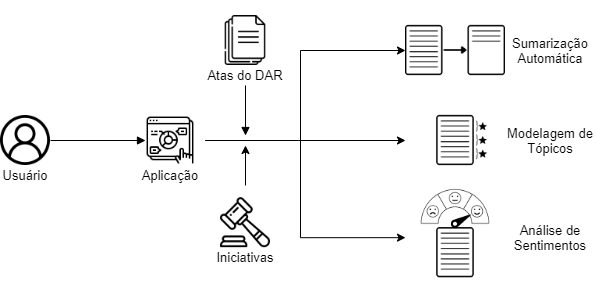 Atas do DAR
Sumarização
Automática
Usuário
Aplicação
Modelagem de
Tópicos
Iniciativas
Análise de
Sentimentos